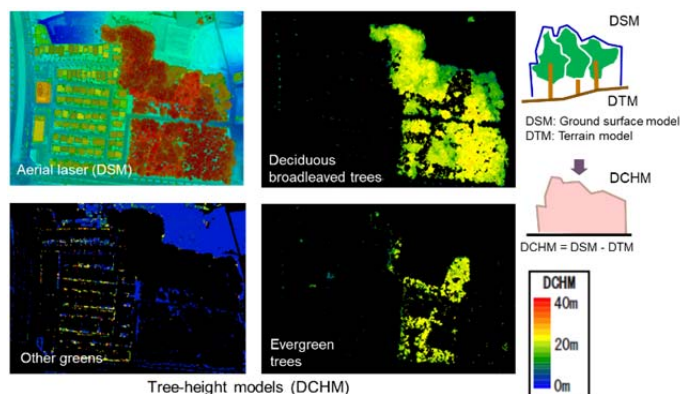 Aerial laser (DSM)
Deciduous
broadleaved trees
DSM
DTM
DSM: Ground surface model
DTM: Terrain model
DCHM
DCHM = DSM - DTM
Other greens
Evergreen
trees
DCHM
40m
20m
0m
Tree-height models (DCHM)